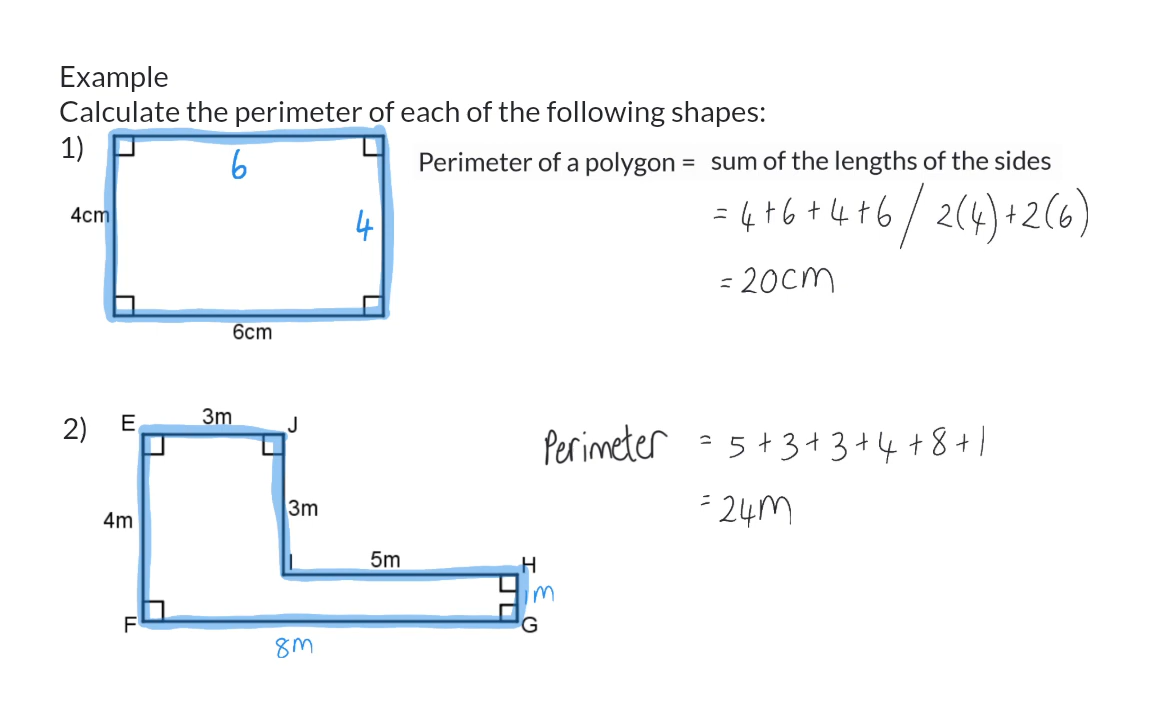 Example
Calculate the perimeter of each of the following shapes:
1)
6
4cm
4
6cm
Perimeter of a polygon = sum of the lengths of the sides
= 4+6+4+6 / 2(4)+2(6)
= 20cm
2)
E
3m
J
4m
3m
I
5m
H
1m
F
G
8m
Perimeter = 5+3+3+4+8+1
= 24m